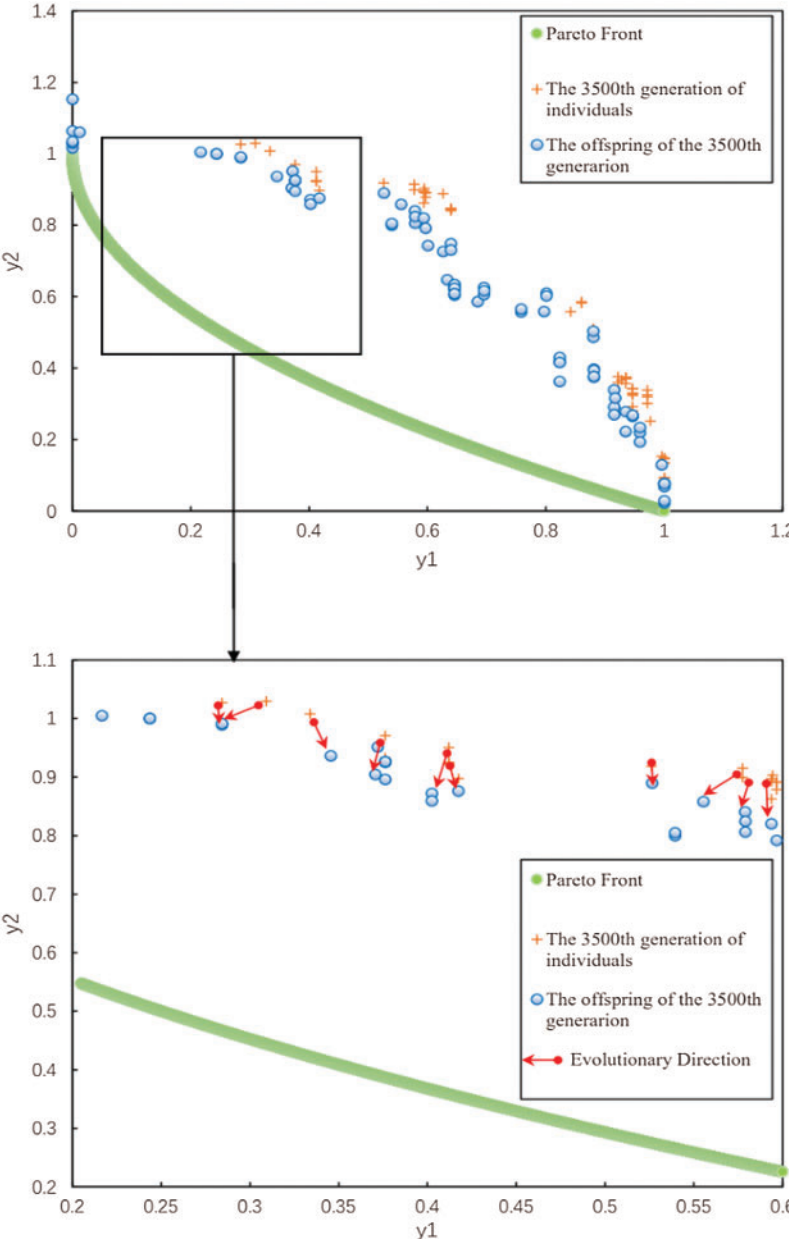 1.4
1.2
1
0.8
0.6
0.4
0.2
0
y2
Pareto Front
The 3500th generation of
individuals
The offspring of the 3500th
generarion
0
0.2
0.4
0.6
0.8
1
1.2
y1
1.1
1
0.9
0.8
0.7
0.6
0.5
0.4
0.3
0.2
y2
Pareto Front
The 3500th generation of
individuals
The offspring of the 3500th
generarion
Evolutionary Direction
0.2
0.25
0.3
0.35
0.4
0.45
0.5
0.55
0.6
y1